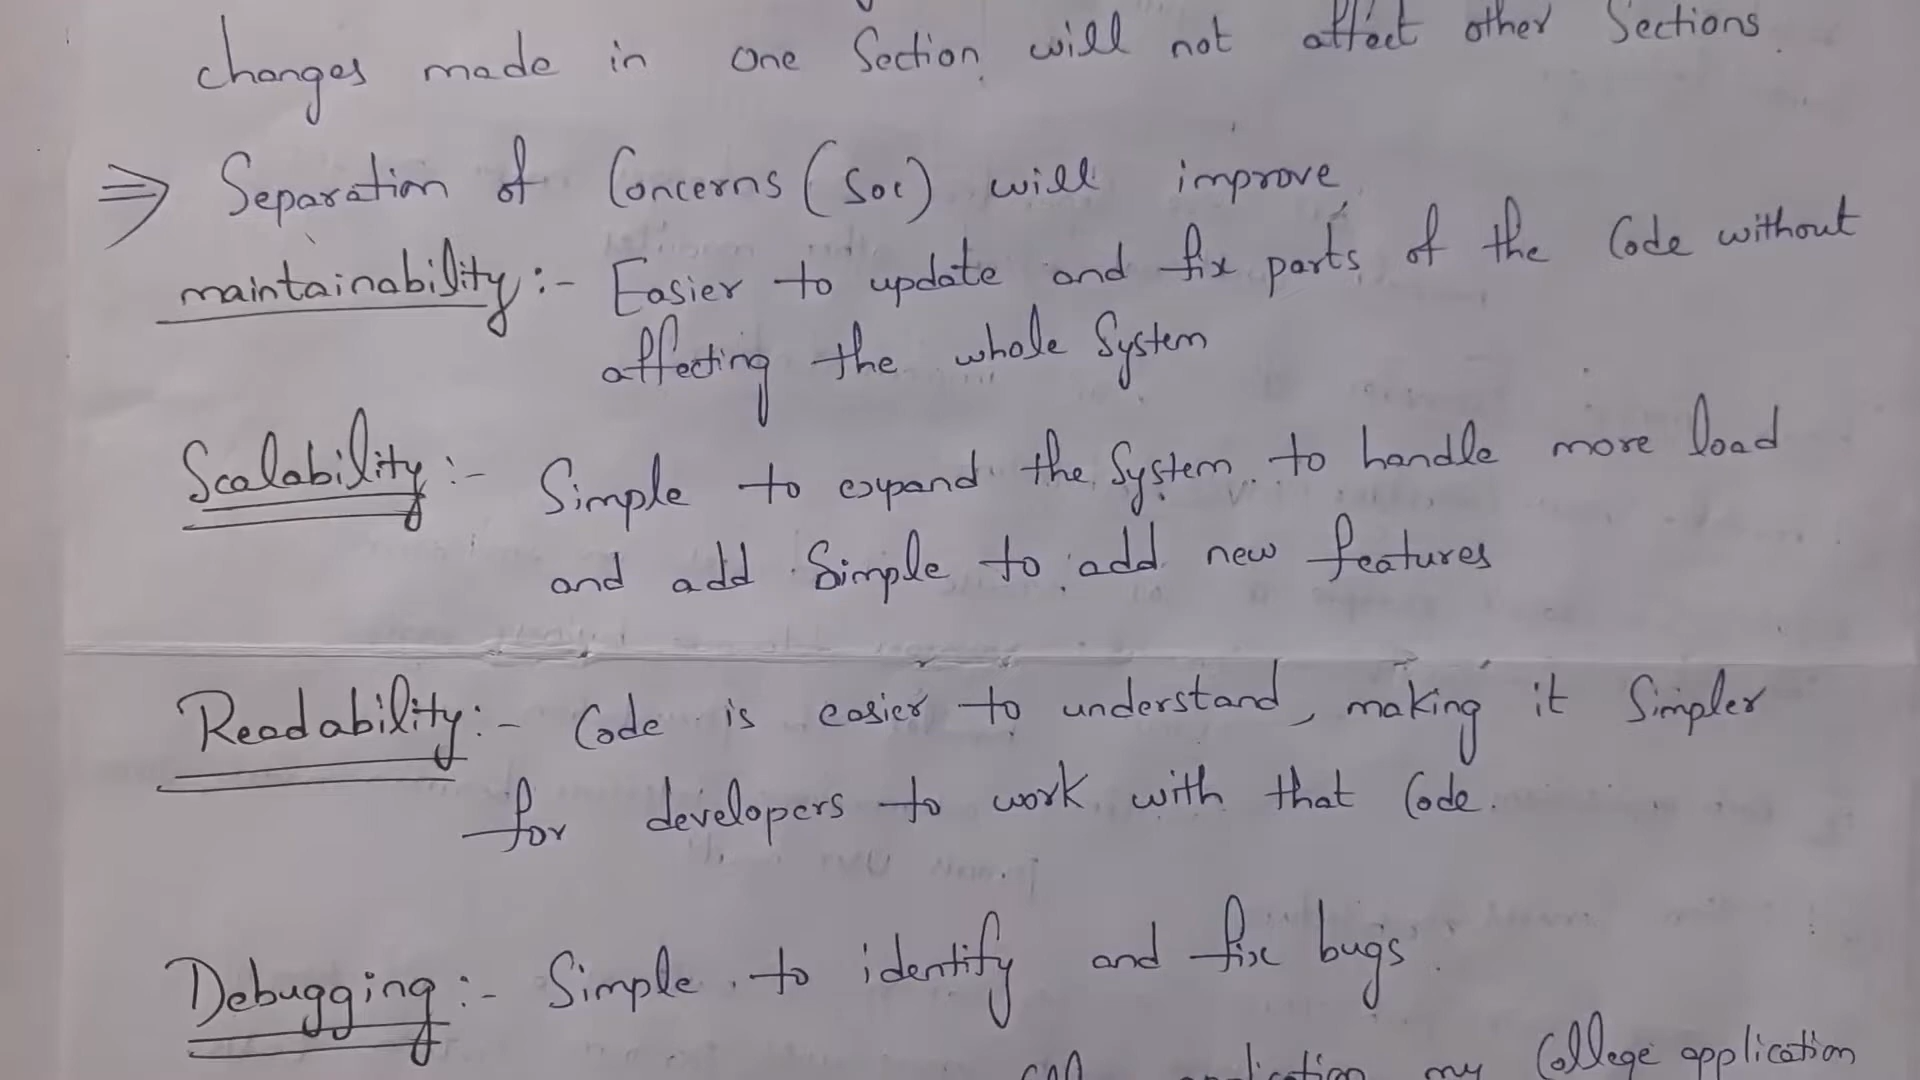 changes made in one Section will not affect other Sections.
⇒ Separation of Concerns (Soc) will improve
maintainability :- Easier to update and fix parts of the Code without
affecting the whole System
Scalability :- Simple to expand the System to handle more load
and add Simple to add new features
Readability :- Code is easier to understand, making it Simpler
for developers to work with that Code.
Debugging :- Simple to identify and fix bugs.
my College application